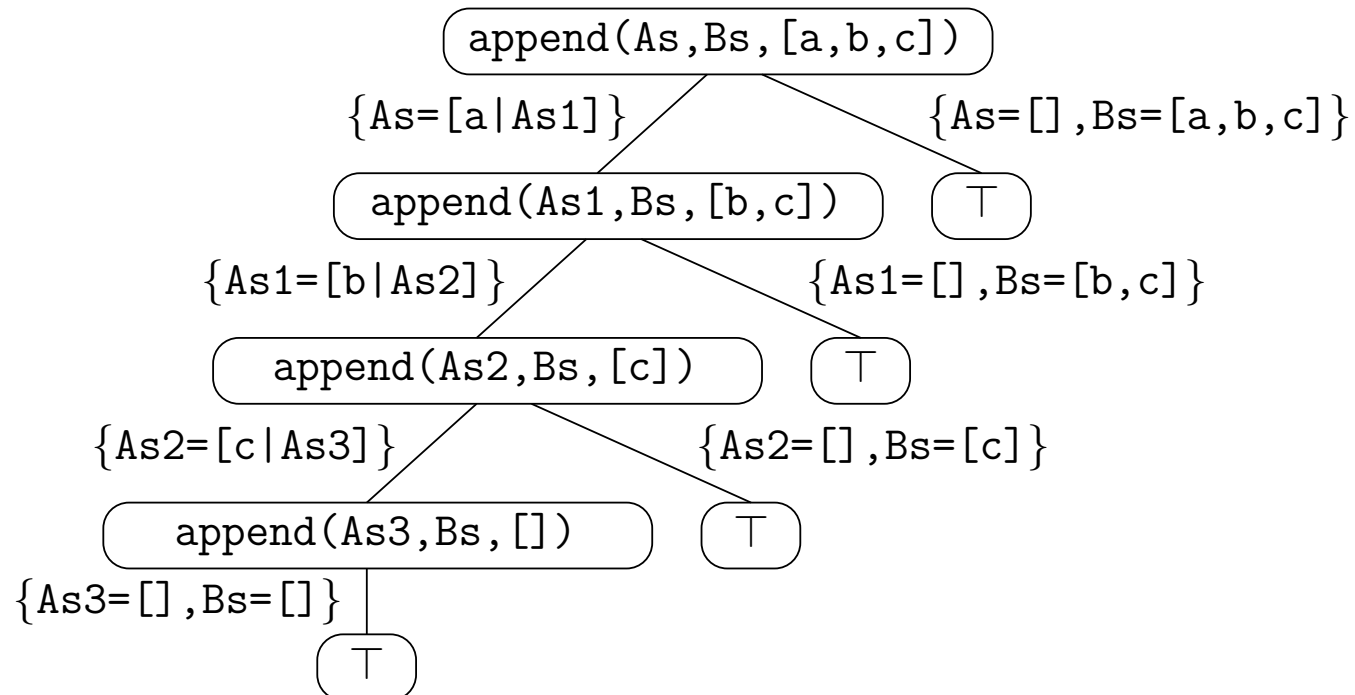 append(As,Bs,[a,b,c])
{As=[a|As1]} {As=[],Bs=[a,b,c]}
append(As1,Bs,[b,c]) ⊤
{As1=[b|As2]} {As1=[],Bs=[b,c]}
append(As2,Bs,[c]) ⊤
{As2=[c|As3]} {As2=[],Bs=[c]}
append(As3,Bs,[]) ⊤
{As3=[],Bs=[]}
⊤